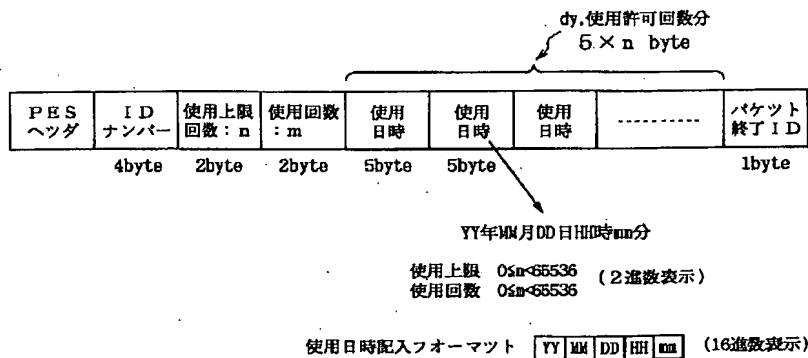 dy,使用許可回数分
5×n byte
PES
ヘッダ
ID
ナンバー
使用上限
回数:n
使用回数
:m
使用
日時
使用
日時
使用
日時
パケット
終了ID
4byte 2byte 2byte 5byte 5byte 1byte
YY年MM月DD日HH時mm分
使用上限 0≦n<65536
使用回数 0≦m<65536
(2進数表示)
使用日時記入フオーマツト YY MM DD HH mm (16進数表示)